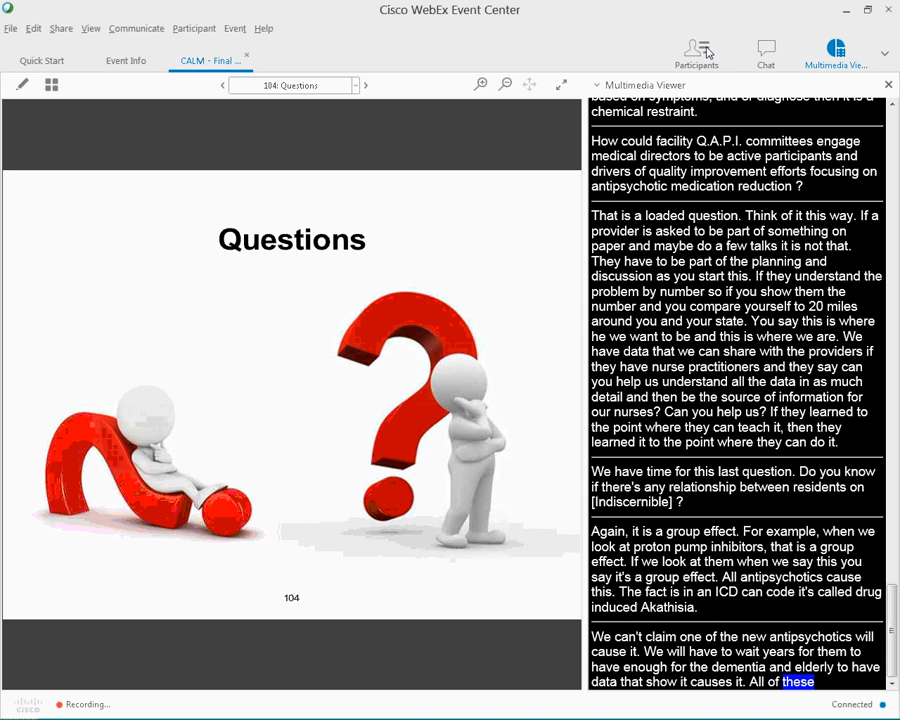 Cisco WebEx Event Center
File Edit Share View Communicate Participant Event Help
Quick Start Event Info CALM - Final ... Participants Chat Multimedia Vie...
104: Questions
Multimedia Viewer
Questions
104
based on symptoms, and or diagnose then it is a
chemical restraint.
How could facility Q.A.P.I. committees engage
medical directors to be active participants and
drivers of quality improvement efforts focusing on
antipsychotic medication reduction ?
That is a loaded question. Think of it this way. If a
provider is asked to be part of something on
paper and maybe do a few talks it is not that.
They have to be part of the planning and
discussion as you start this. If they understand the
problem by number so if you show them the
number and you compare yourself to 20 miles
around you and your state. You say this is where
he we want to be and this is where we are. We
have data that we can share with the providers if
they have nurse practitioners and they say can
you help us understand all the data in as much
detail and then be the source of information for
our nurses? Can you help us? If they learned to
the point where they can teach it, then they
learned it to the point where they can do it.
We have time for this last question. Do you know
if there's any relationship between residents on
[Indiscernible] ?
Again, it is a group effect. For example, when we
look at proton pump inhibitors, that is a group
effect. If we look at them when we say this you
say it's a group effect. All antipsychotics cause
this. The fact is in an ICD can code it's called drug
induced Akathisia.
We can't claim one of the new antipsychotics will
cause it. We will have to wait years for them to
have enough for the dementia and elderly to have
data that show it causes it. All of these
cisco Recording... Connected